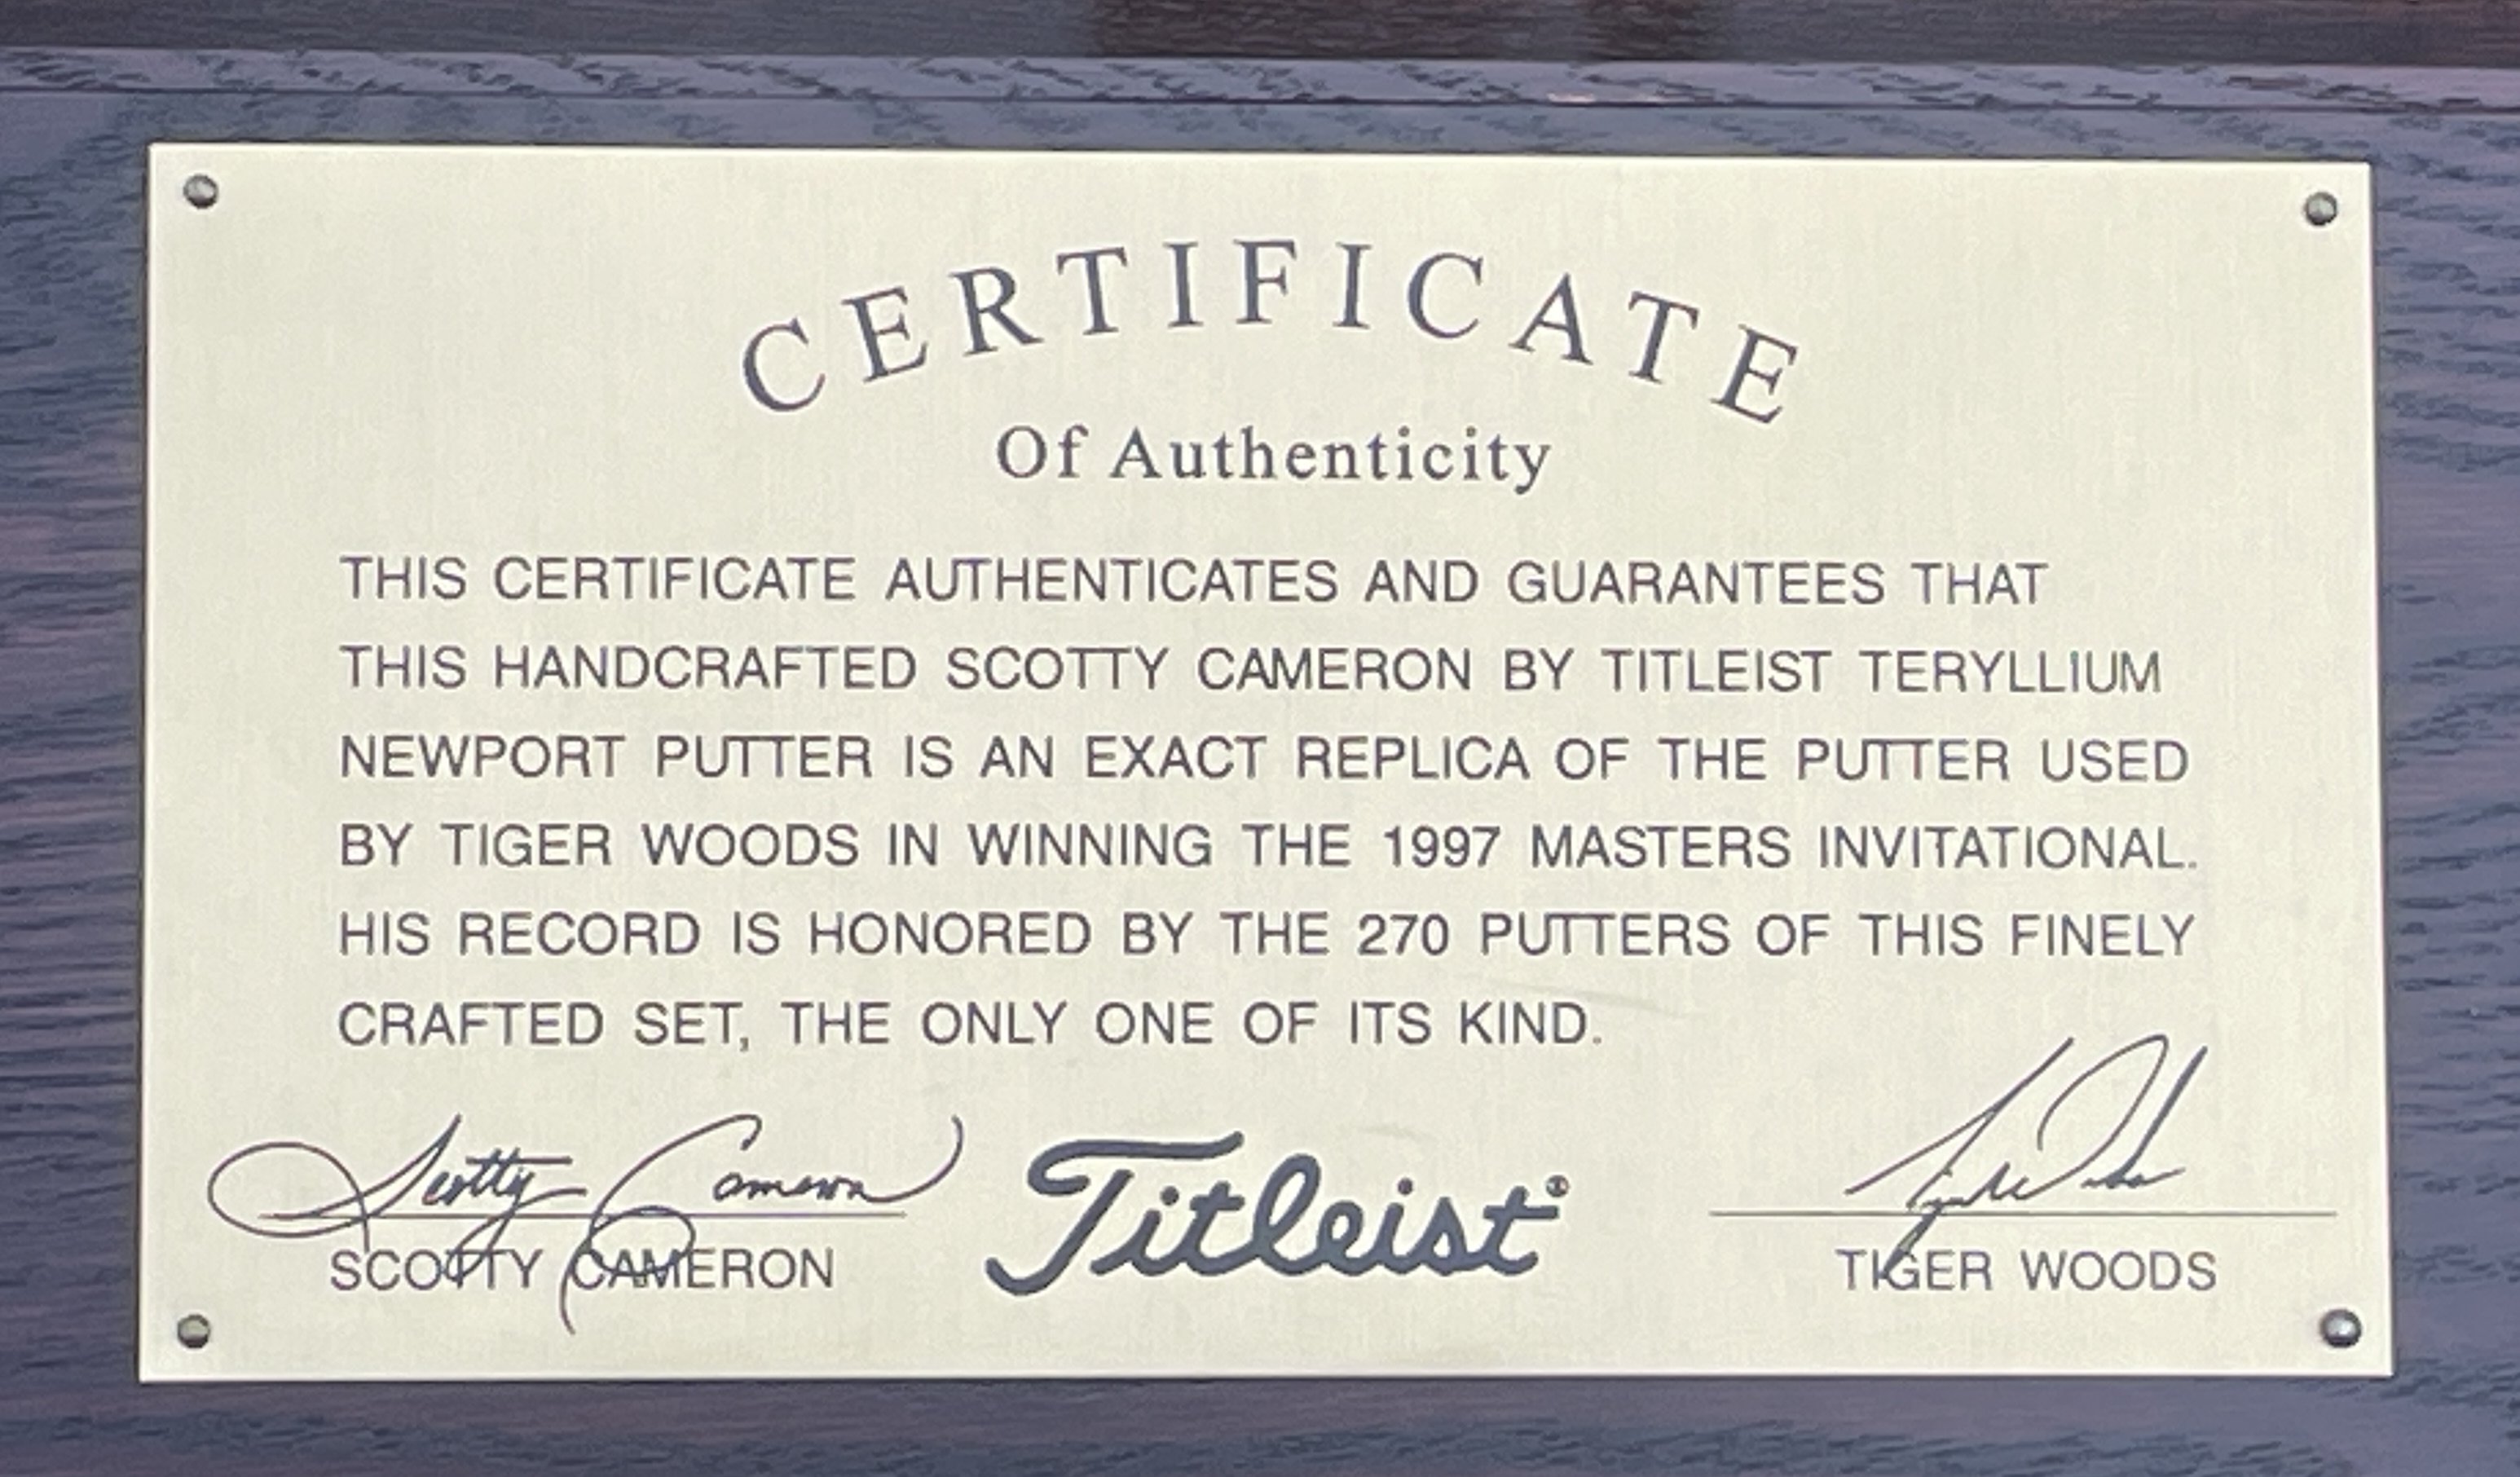 CERTIFICATE
Of Authenticity
THIS CERTIFICATE AUTHENTICATES AND GUARANTEES THAT
THIS HANDCRAFTED SCOTTY CAMERON BY TITLEIST TERYLLIUM
NEWPORT PUTTER IS AN EXACT REPLICA OF THE PUTTER USED
BY TIGER WOODS IN WINNING THE 1997 MASTERS INVITATIONAL.
HIS RECORD IS HONORED BY THE 270 PUTTERS OF THIS FINELY
CRAFTED SET, THE ONLY ONE OF ITS KIND.
Scotty Cameron
Titleist®
Tiger Woods
SCOTTY CAMERON
TIGER WOODS